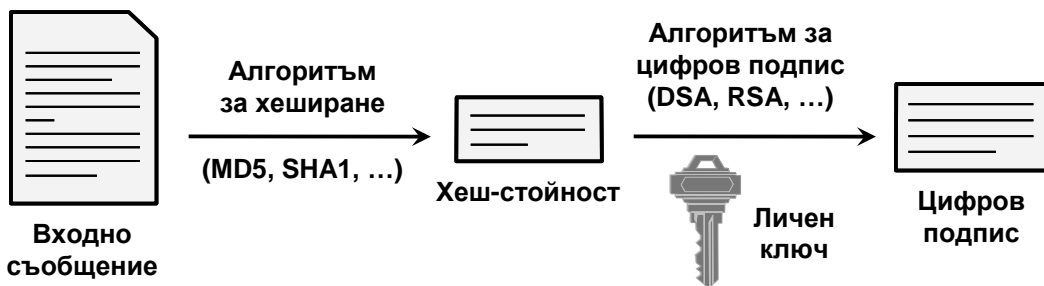 Алгоритъм
за хеширане
(MD5, SHA1, …)
Алгоритъм за
цифров подпис
(DSA, RSA, …)
Входно
съобщение
Хеш-стойност
Личен
ключ
Цифров
подпис